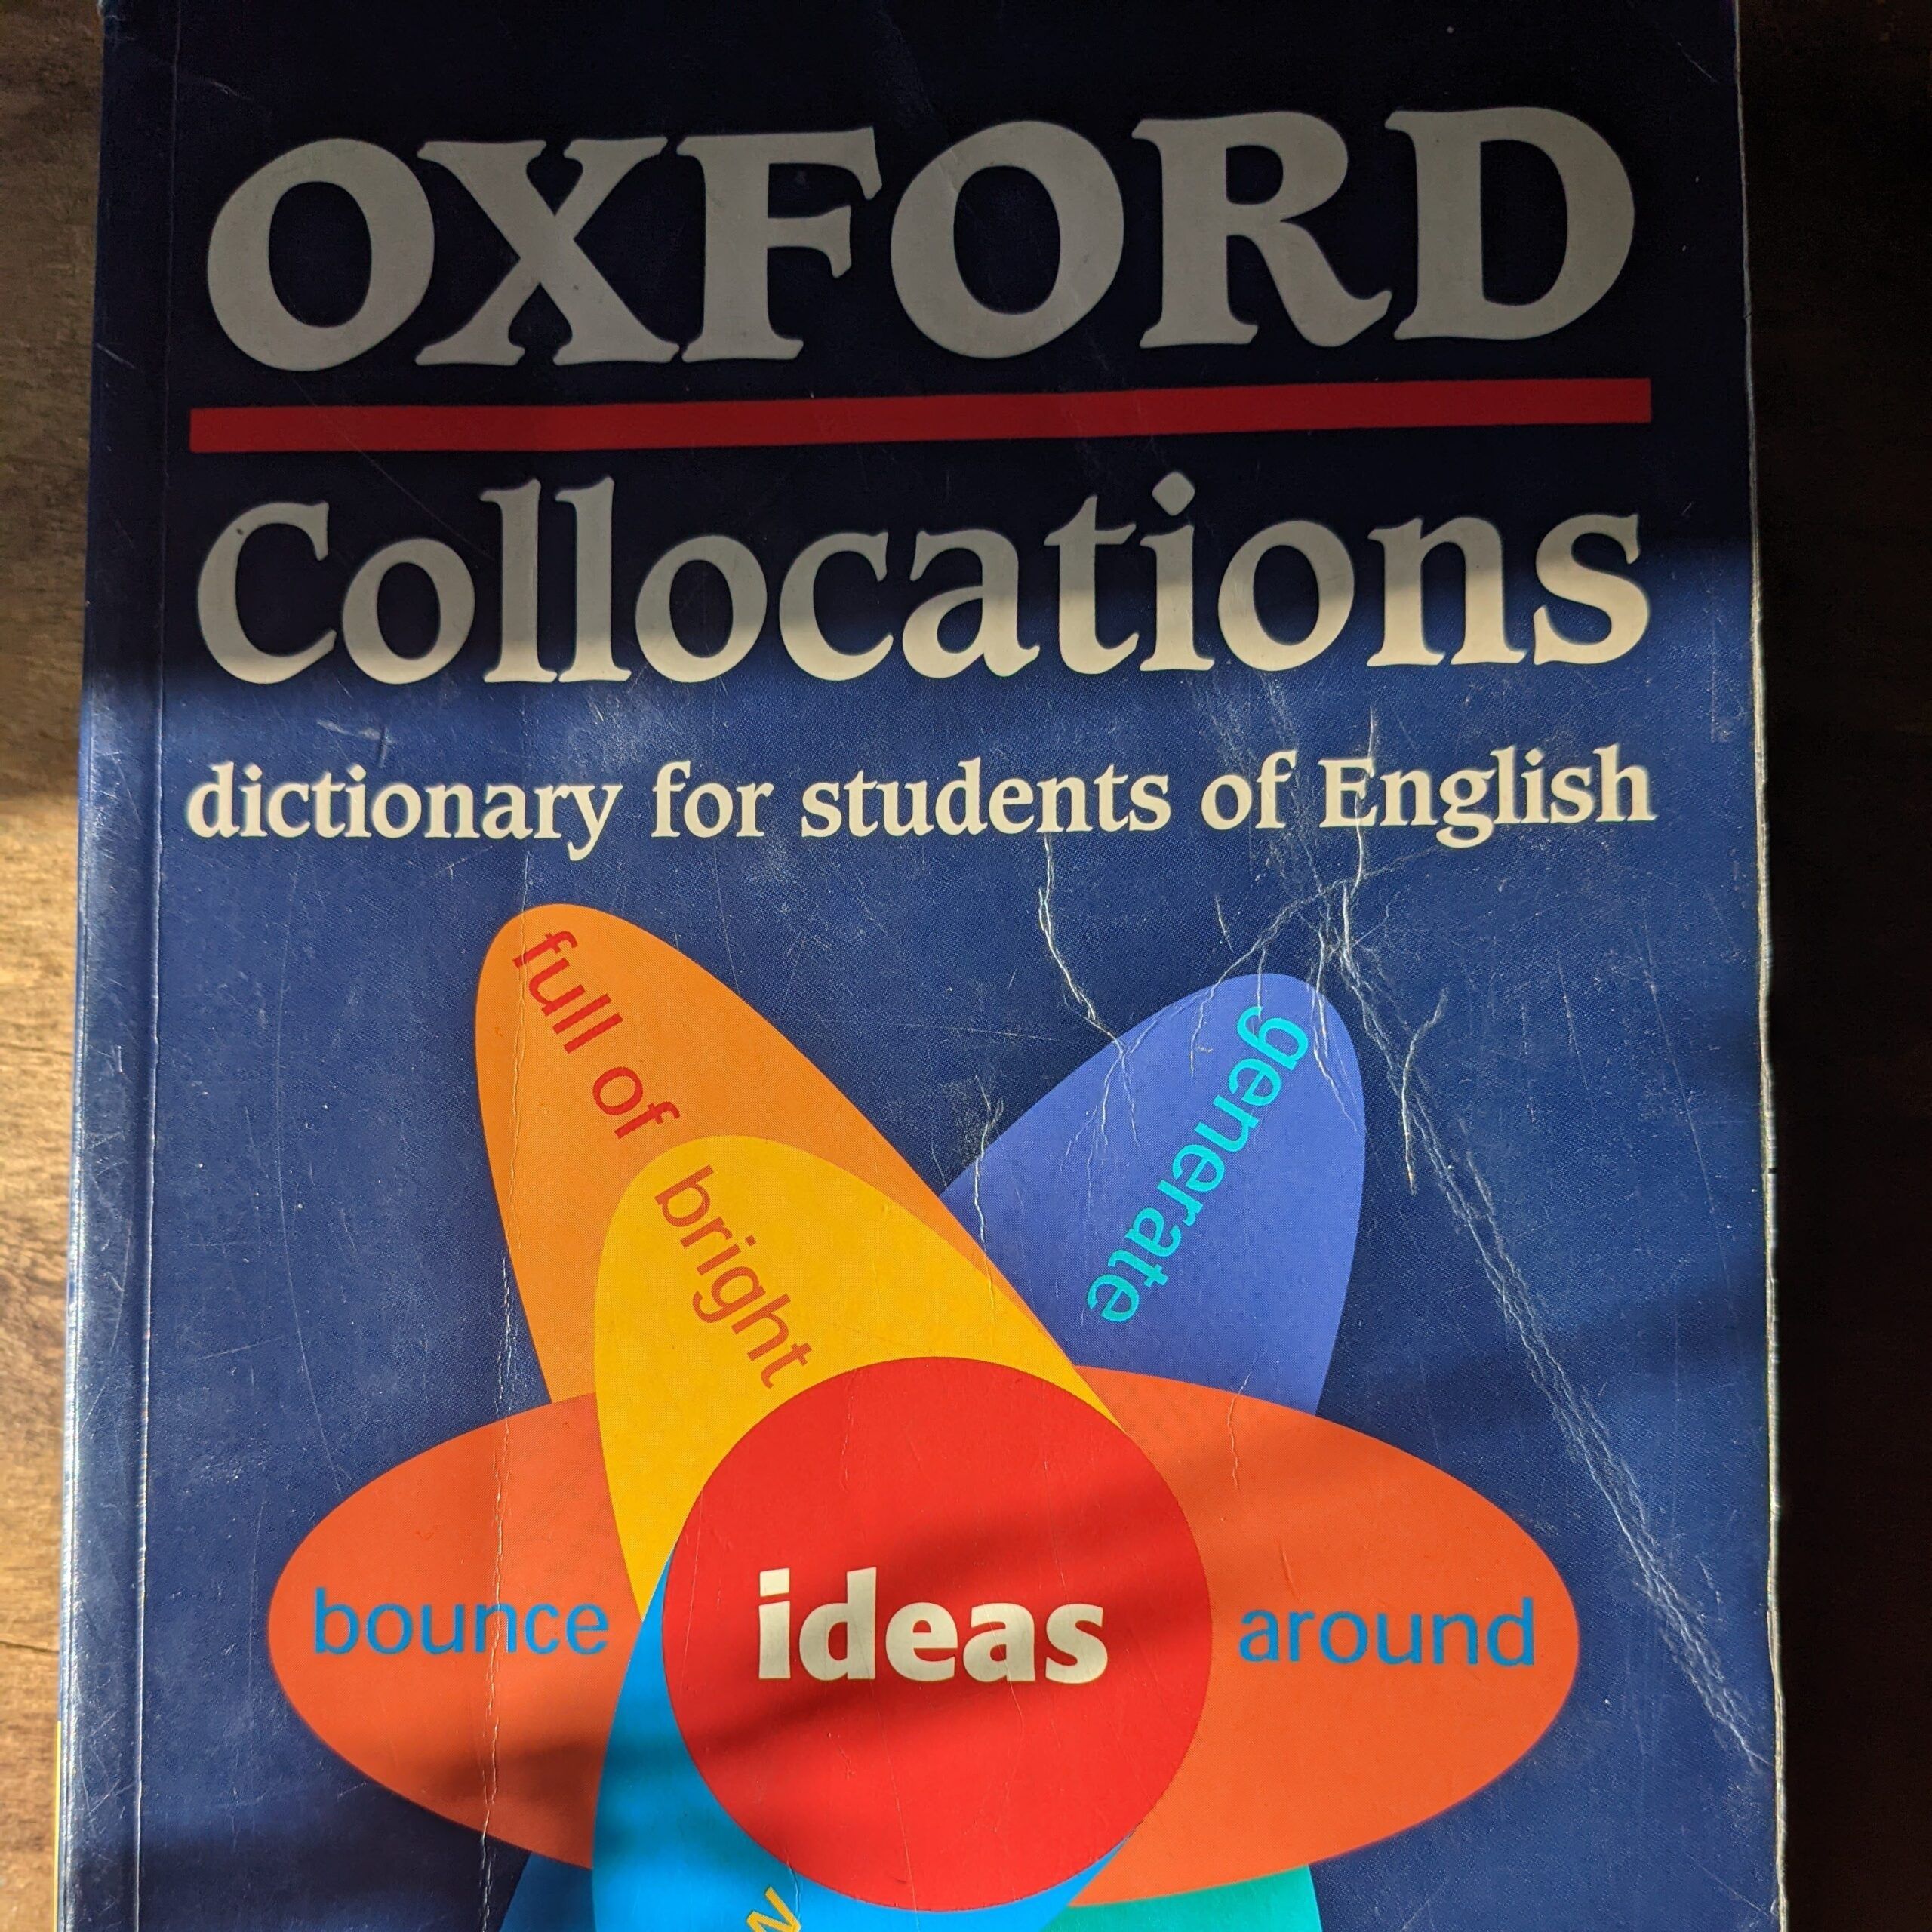 OXFORD
Collocations
dictionary for students of English
full of
bright
generate
bounce
ideas
around